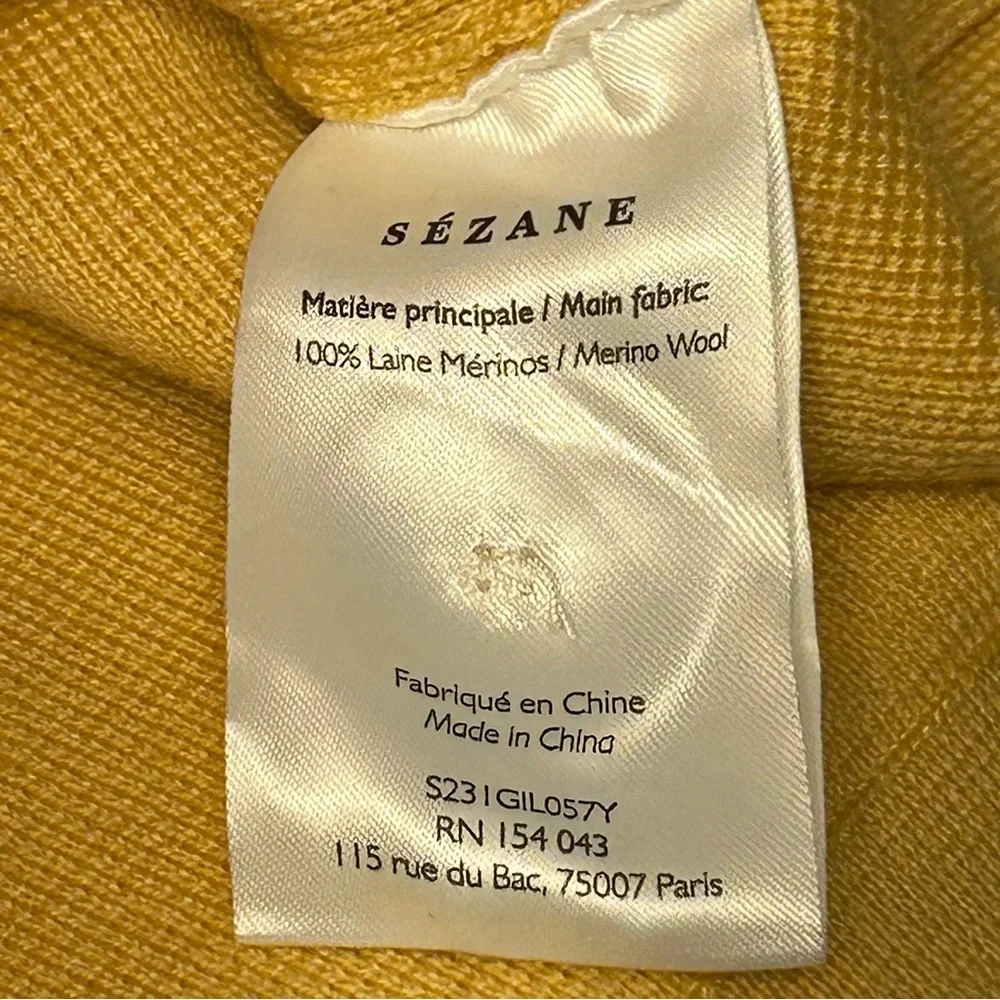 SÉZANE
Matière principale / Main fabric:
100% Laine Mérinos / Merino Wool
Fabriqué en Chine
Made in China
S231GIL057Y
RN 154 043
115 rue du Bac, 75007 Paris